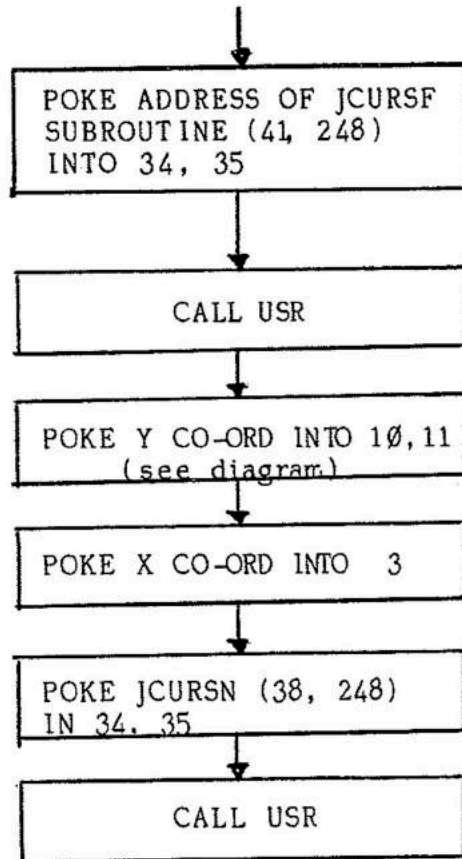 POKE ADDRESS OF JCURSF
SUBROUTINE (41, 248)
INTO 34, 35
CALL USR
POKE Y CO-ORD INTO 1Ø,11
(see diagram)
POKE X CO-ORD INTO 3
POKE JCURSN (38, 248)
IN 34. 35
CALL USR